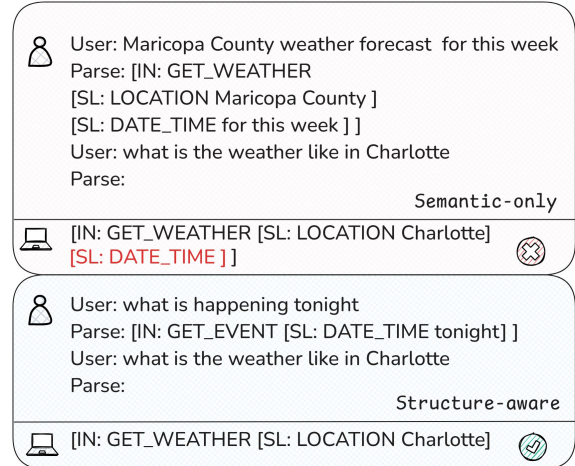 User: Maricopa County weather forecast for this week
Parse: [IN: GET_WEATHER
[SL: LOCATION Maricopa County ]
[SL: DATE_TIME for this week ] ]
User: what is the weather like in Charlotte
Parse:
Semantic-only
[IN: GET_WEATHER [SL: LOCATION Charlotte]
[SL: DATE_TIME ] ]
User: what is happening tonight
Parse: [IN: GET_EVENT [SL: DATE_TIME tonight] ]
User: what is the weather like in Charlotte
Parse:
Structure-aware
[IN: GET_WEATHER [SL: LOCATION Charlotte]